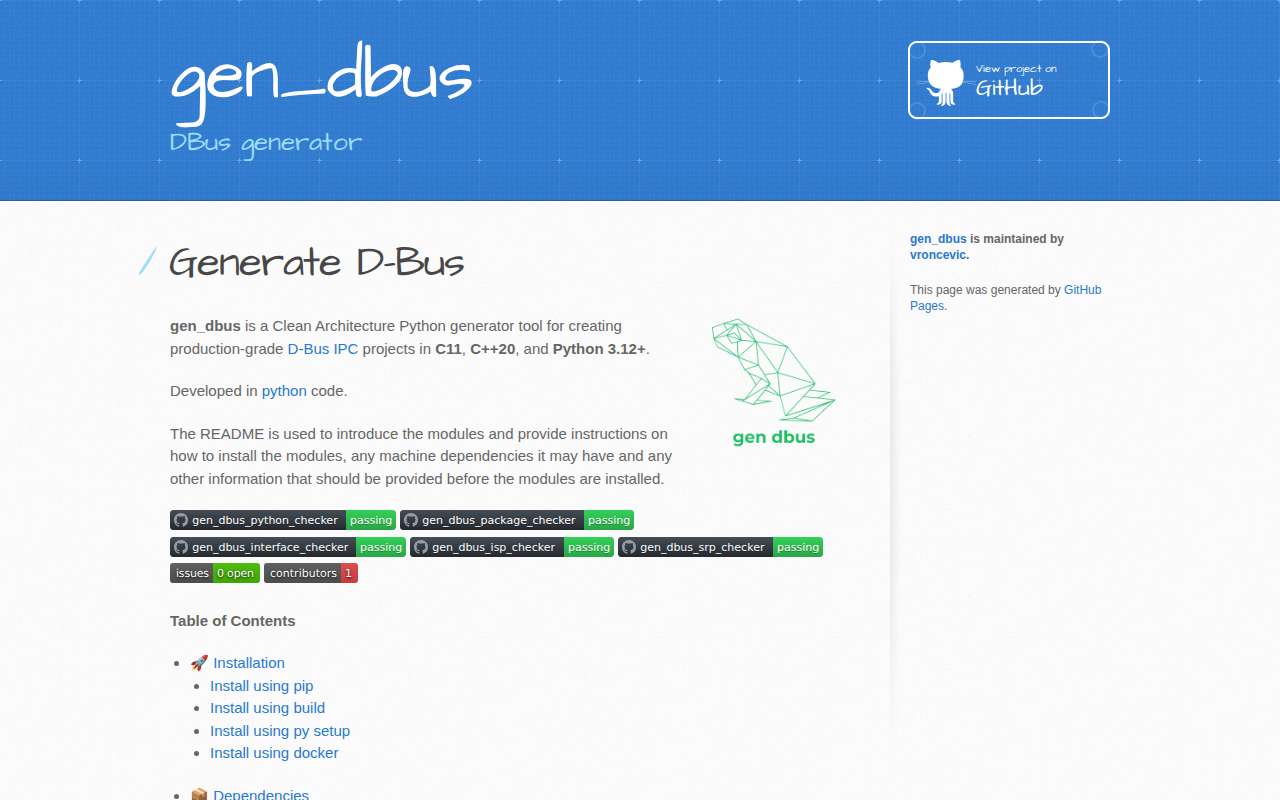 gen_dbus
DBus generator
View project on
GitHub
Generate D-Bus
gen_dbus is a Clean Architecture Python generator tool for creating
production-grade D-Bus IPC projects in C11, C++20, and Python 3.12+.
Developed in python code.
The README is used to introduce the modules and provide instructions on
how to install the modules, any machine dependencies it may have and any
other information that should be provided before the modules are installed.
gen dbus
gen_dbus_python_checker passing gen_dbus_package_checker passing
gen_dbus_interface_checker passing gen_dbus_isp_checker passing gen_dbus_srp_checker passing
issues 0 open contributors 1
Table of Contents
🚀 Installation
Install using pip
Install using build
Install using py setup
Install using docker
📦 Dependencies
gen_dbus is maintained by
vroncevic.
This page was generated by GitHub
Pages.